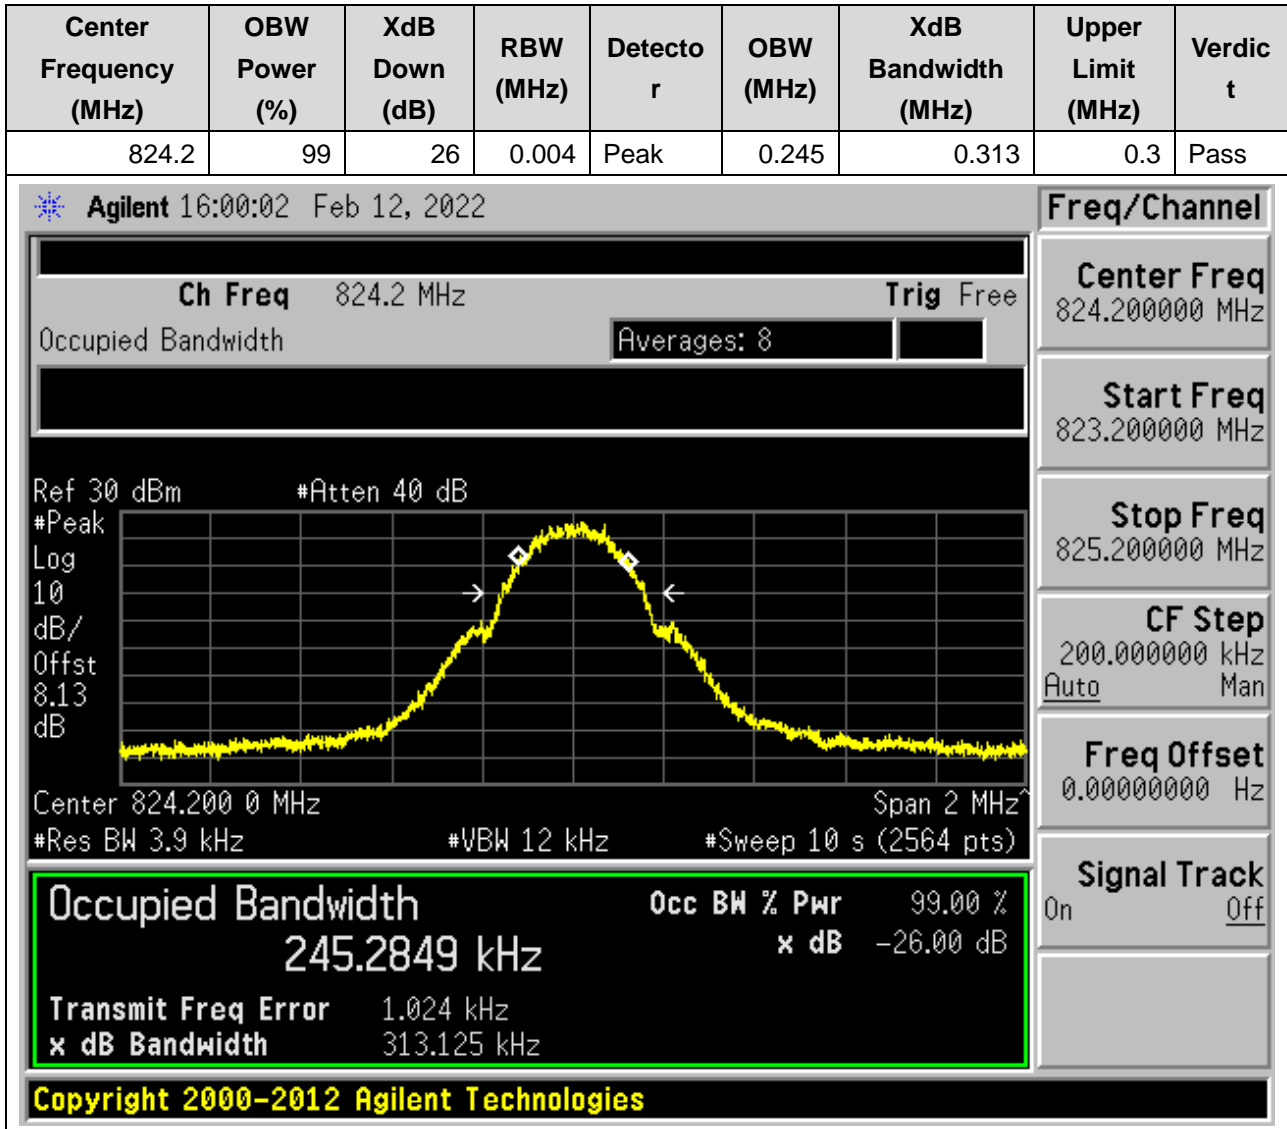 Center Frequency (MHz) OBW Power (%) XdB Down (dB) RBW (MHz) Detector OBW (MHz) XdB Bandwidth (MHz) Upper Limit (MHz) Verdict
824.2 99 26 0.004 Peak 0.245 0.313 0.3 Pass
Agilent 16:00:02 Feb 12, 2022
Freq/Channel
Ch Freq 824.2 MHz Trig Free
Occupied Bandwidth Averages: 8
Center Freq
824.200000 MHz
Start Freq
823.200000 MHz
Stop Freq
825.200000 MHz
CF Step
200.000000 kHz
Auto Man
Freq Offset
0.00000000 Hz
Signal Track
On Off
Ref 30 dBm #Atten 40 dB
#Peak
Log
10
dB/
Offst
8.13
dB
Center 824.200 0 MHz Span 2 MHz^
#Res BW 3.9 kHz #VBW 12 kHz #Sweep 10 s (2564 pts)
Occupied Bandwidth Occ BW % Pwr 99.00 %
245.2849 kHz x dB -26.00 dB
Transmit Freq Error 1.024 kHz
x dB Bandwidth 313.125 kHz
Copyright 2000-2012 Agilent Technologies